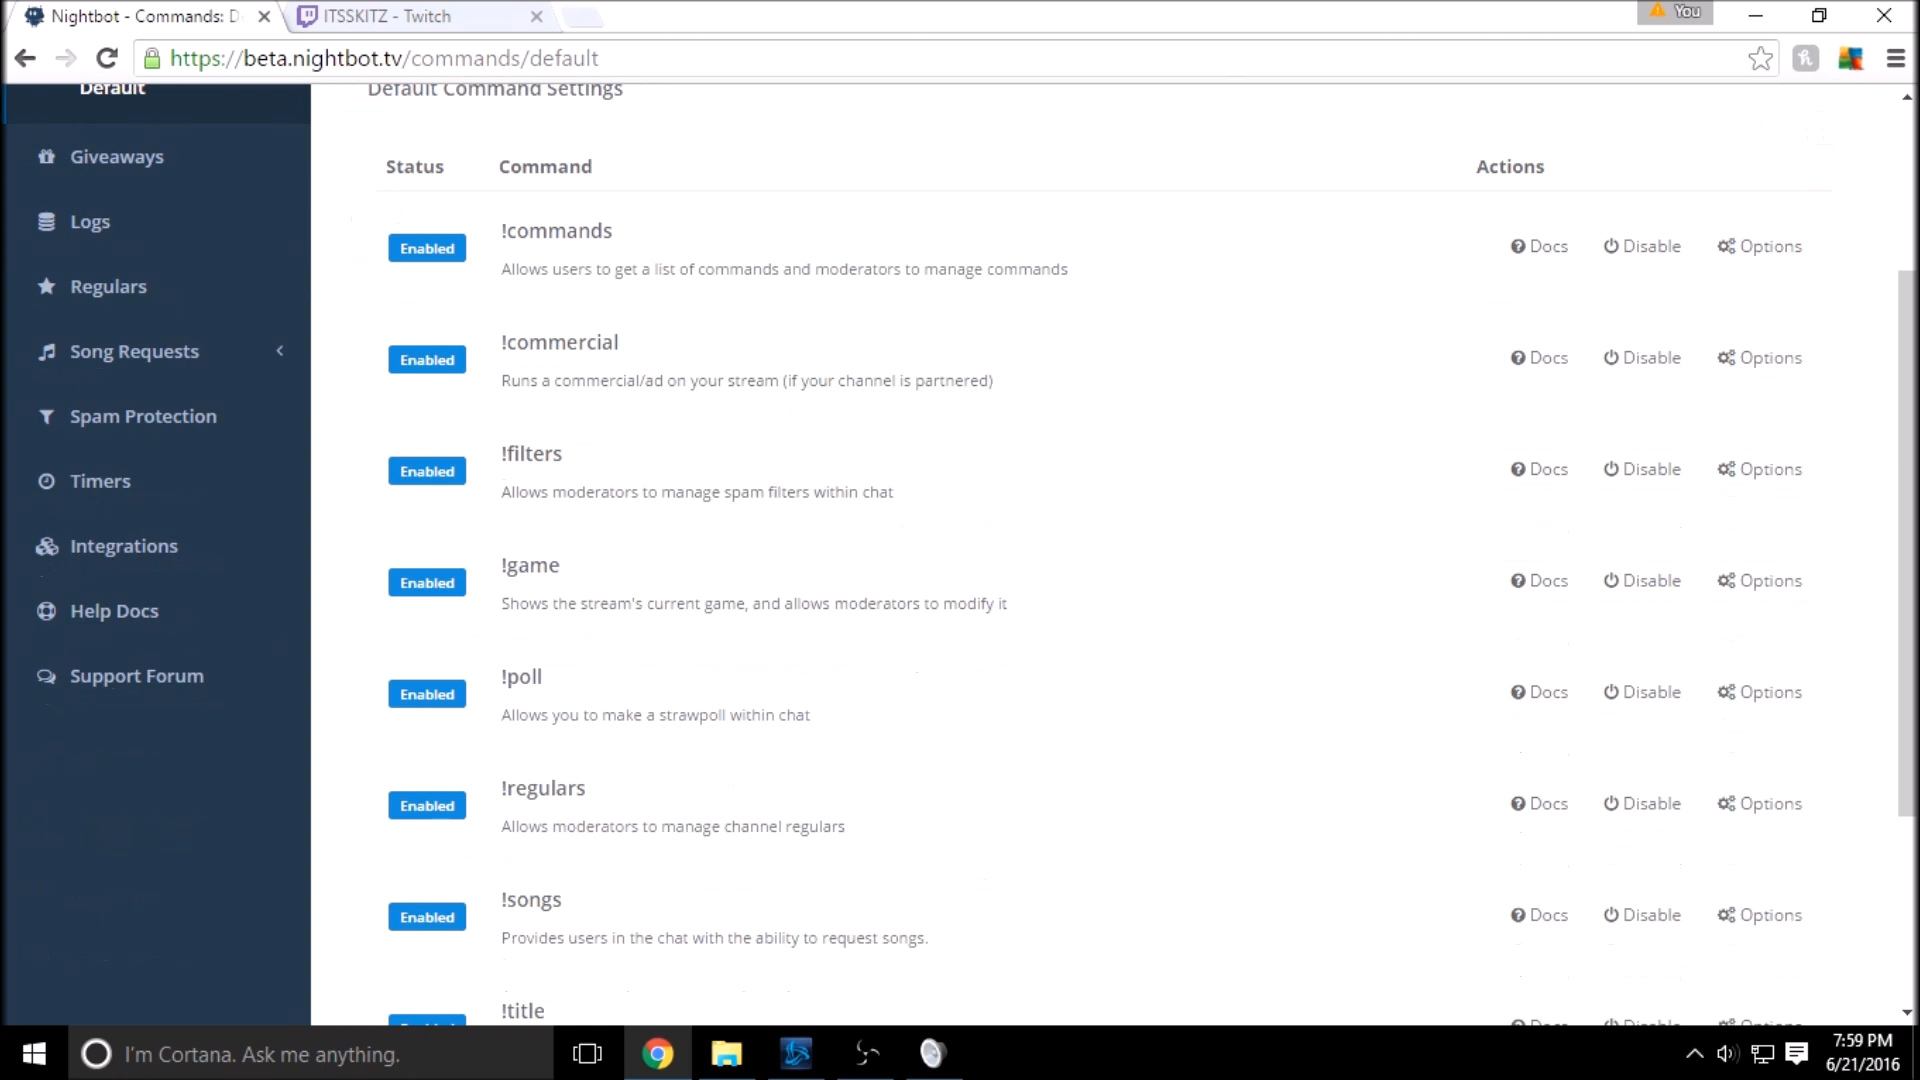 Nightbot - Commands: D
ITSSKITZ - Twitch
You
https://beta.nightbot.tv/commands/default
Default
Giveaways
Logs
Regulars
Song Requests
Spam Protection
Timers
Integrations
Help Docs
Support Forum
Default Command Settings
Status Command Actions
Enabled !commands Docs Disable Options
Allows users to get a list of commands and moderators to manage commands
Enabled !commercial Docs Disable Options
Runs a commercial/ad on your stream (if your channel is partnered)
Enabled !filters Docs Disable Options
Allows moderators to manage spam filters within chat
Enabled !game Docs Disable Options
Shows the stream's current game, and allows moderators to modify it
Enabled !poll Docs Disable Options
Allows you to make a strawpoll within chat
Enabled !regulars Docs Disable Options
Allows moderators to manage channel regulars
Enabled !songs Docs Disable Options
Provides users in the chat with the ability to request songs.
!title
I'm Cortana. Ask me anything.
7:59 PM
6/21/2016